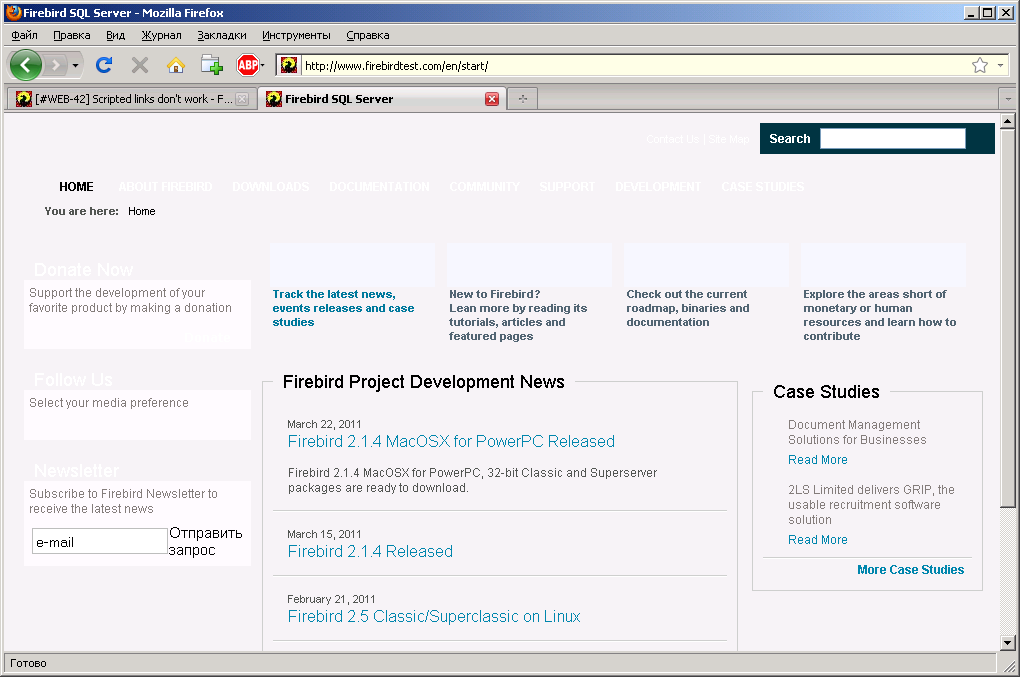 Firebird SQL Server - Mozilla Firefox
Файл Правка Вид Журнал Закладки Инструменты Справка
ABP
http://www.firebirdtest.com/en/start/
[#WEB-42] Scripted links don't work - F...
Firebird SQL Server
Contact Us | Site Map
Search
HOME ABOUT FIREBIRD DOWNLOADS DOCUMENTATION COMMUNITY SUPPORT DEVELOPMENT CASE STUDIES
You are here: Home
Donate Now
Support the development of your
favorite product by making a donation
Follow Us
Select your media preference
Newsletter
Subscribe to Firebird Newsletter to
receive the latest news
e-mail
Отправить
запрос
Track the latest news,
events releases and case
studies
New to Firebird?
Lean more by reading its
tutorials, articles and
featured pages
Check out the current
roadmap, binaries and
documentation
Explore the areas short of
monetary or human
resources and learn how to
contribute
Firebird Project Development News
March 22, 2011
Firebird 2.1.4 MacOSX for PowerPC Released
Firebird 2.1.4 MacOSX for PowerPC, 32-bit Classic and Superserver
packages are ready to download.
March 15, 2011
Firebird 2.1.4 Released
February 21, 2011
Firebird 2.5 Classic/Superclassic on Linux
Case Studies
Document Management
Solutions for Businesses
Read More
2LS Limited delivers GRIP, the
usable recruitment software
solution
Read More
More Case Studies
Готово